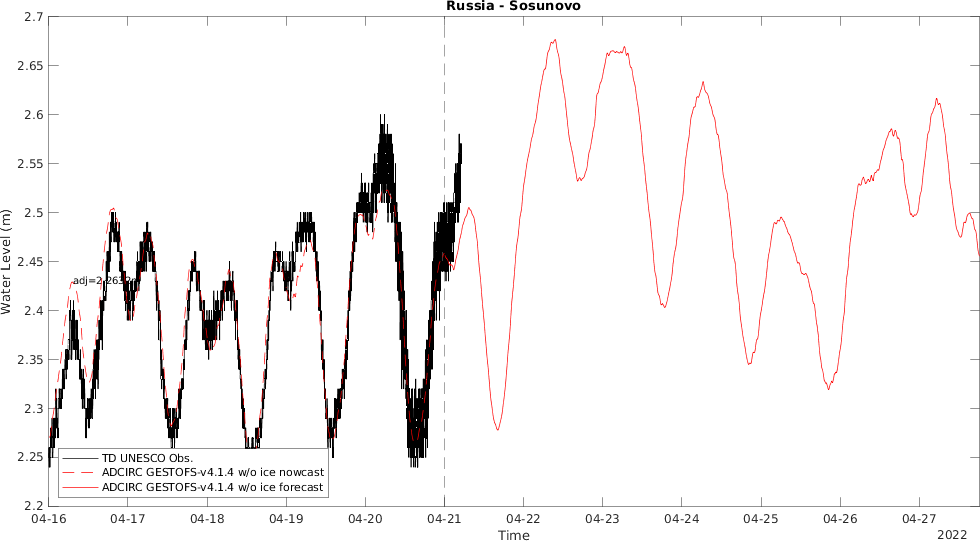 Russia - Sosunovo
2.7
2.65
2.6
2.55
2.5
2.45
2.4
2.35
2.3
2.25
2.2
Water Level (m)
TD UNESCO Obs.
ADCIRC GESTOFS-v4.1.4 w/o ice nowcast
ADCIRC GESTOFS-v4.1.4 w/o ice forecast
04-16 04-17 04-18 04-19 04-20 04-21 04-22 04-23 04-24 04-25 04-26 04-27
Time
2022